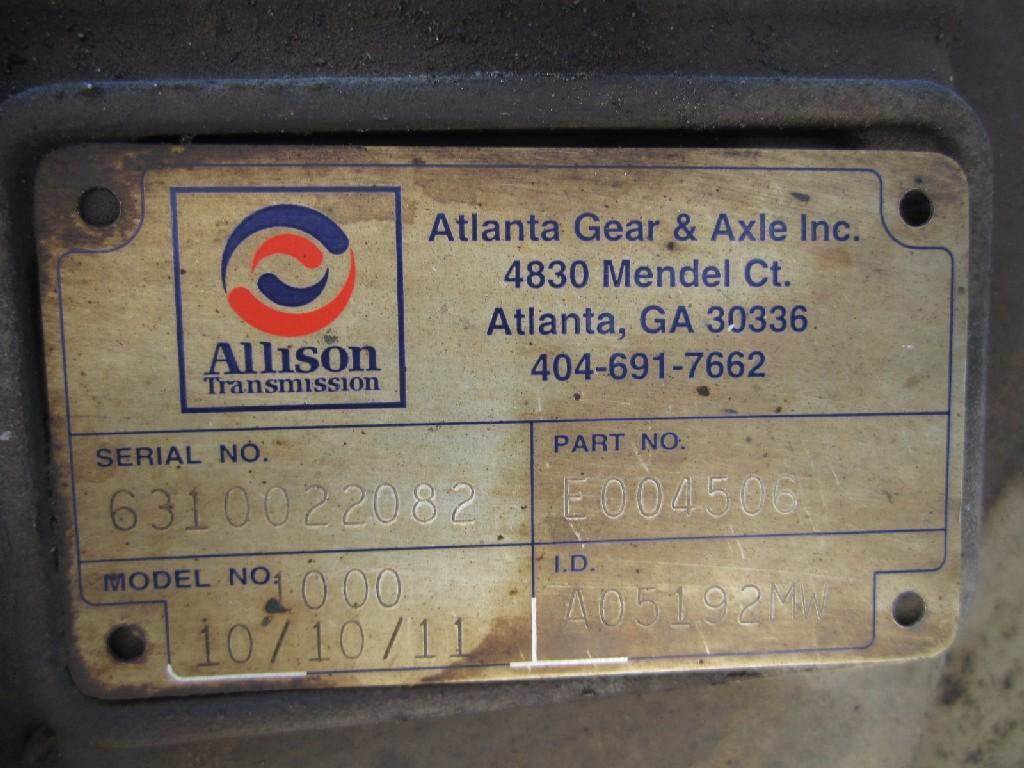 Allison
Transmission
Atlanta Gear & Axle Inc.
4830 Mendel Ct.
Atlanta, GA 30336
404-691-7662
SERIAL NO.
6310022082
PART NO.
E004506
MODEL NO. 1000
10/10/11
I.D.
A05192MW